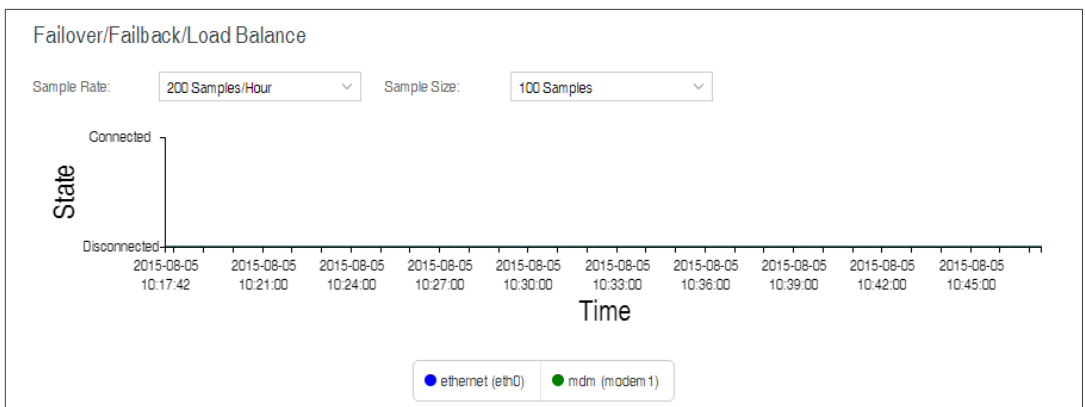 Failover/Failback/Load Balance
Sample Rate: 200 Samples/Hour Sample Size: 100 Samples
Connected
State
Disconnected
2015-08-05 2015-08-05 2015-08-05 2015-08-05 2015-08-05 2015-08-05 2015-08-05 2015-08-05 2015-08-05 2015-08-05
10:17:42 10:21:00 10:24:00 10:27:00 10:30:00 10:33:00 10:36:00 10:39:00 10:42:00 10:45:00
Time
ethernet (eth0) mdm (modem1)